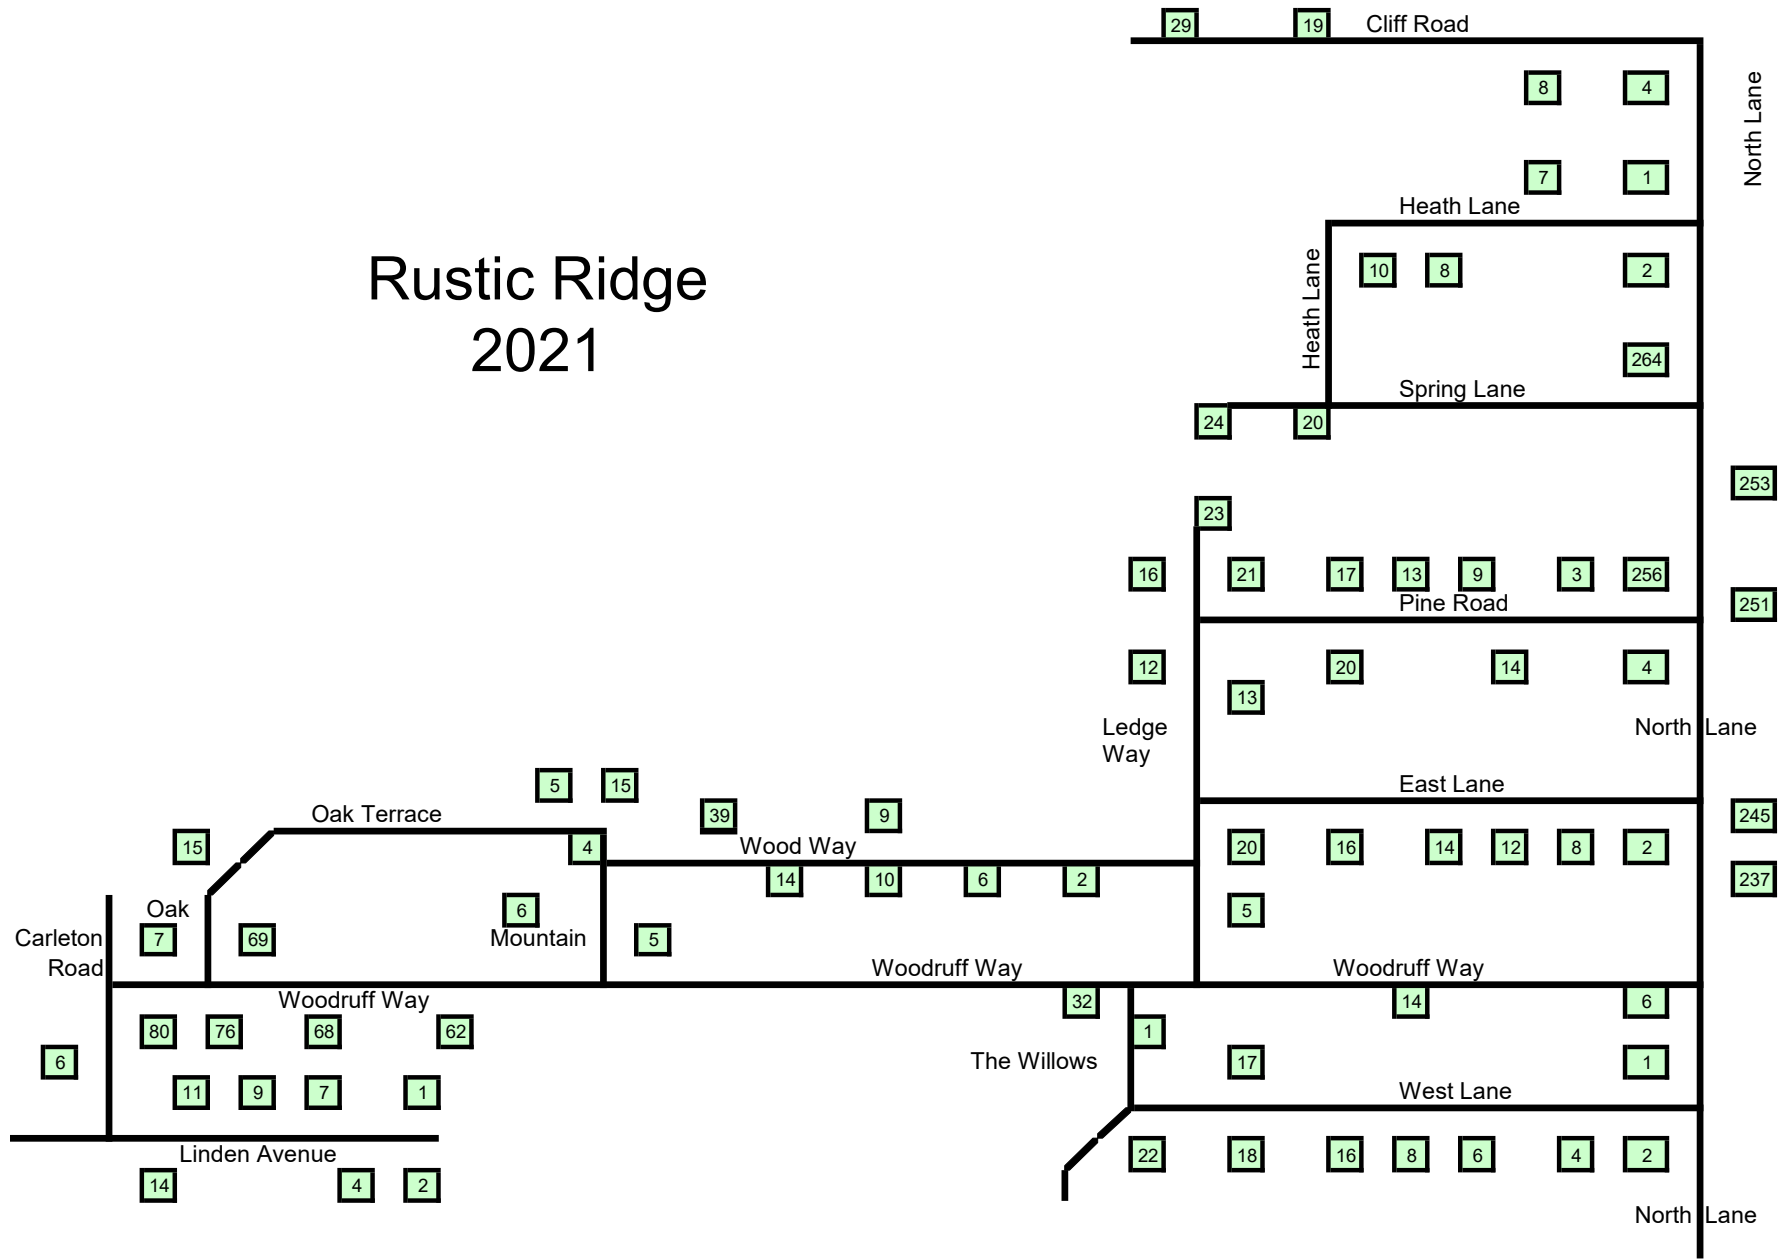 29 19 Cliff Road
8 4
North Lane
7 1
Heath Lane
Rustic Ridge
2021
Heath Lane
10 8 2
264
Spring Lane
24 20
253
23
16 21 17 13 9 3 256
Pine Road
251
12 20 14 4
13
Ledge
Way
North Lane
5 15
East Lane
Oak Terrace
39 9
245
15 4
Wood Way
20 16 14 12 8 2
14 10 6 2
237
Oak
6
5
Carleton
Road
7 69
Mountain
5
Woodruff Way
Woodruff Way
Woodruff Way
32 14 6
80 76 68 62
1
6
The Willows
17 1
11 9 7 1
West Lane
Linden Avenue
22 18 16 8 6 4 2
14 4 2
North Lane